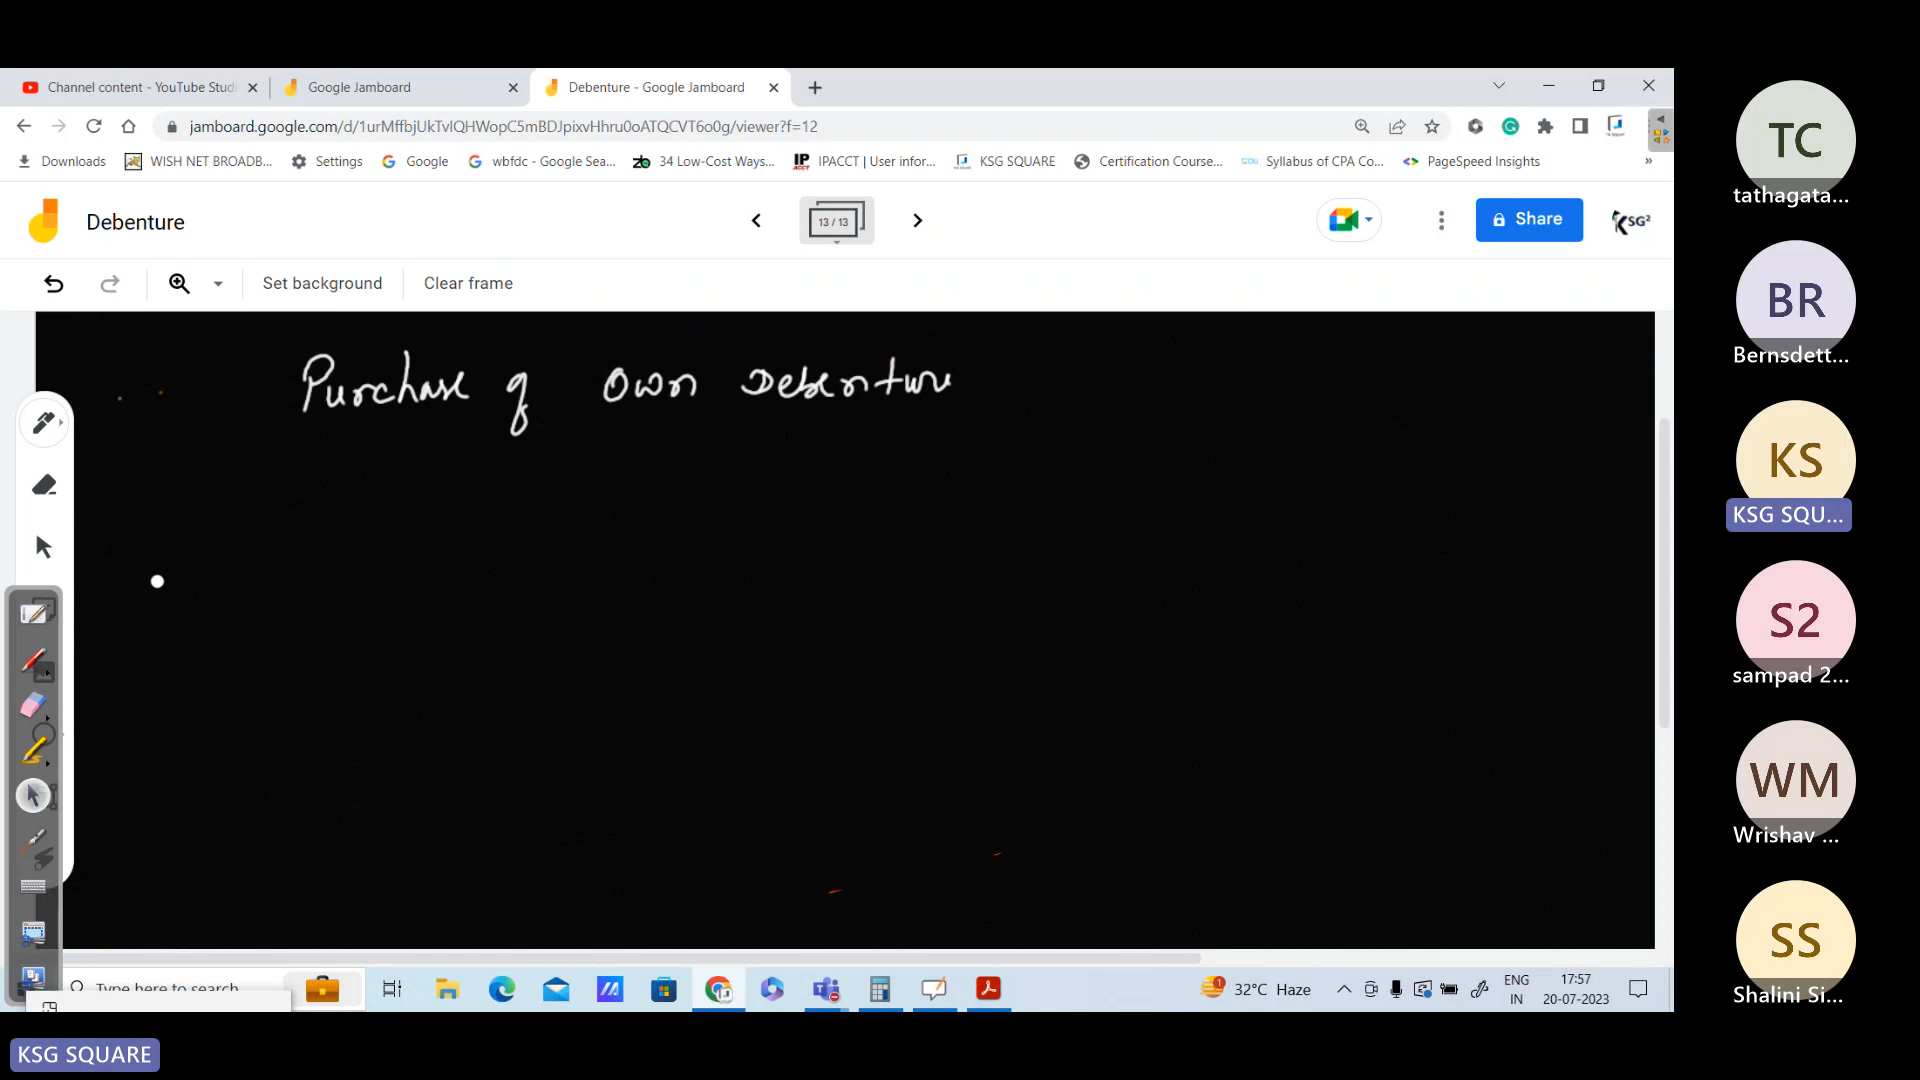 Channel content - YouTube Stud
Google Jamboard
Debenture - Google Jamboard
jamboard.google.com/d/1urMffbjUkTvIQHWopC5mBDJpixvHhru0oATQCVT6o0g/viewer?f=12
Downloads
WISH NET BROADB...
Settings
Google
wbfdc - Google Sea...
34 Low-Cost Ways...
IPACCT | User infor...
KSG SQUARE
Certification Course...
Syllabus of CPA Co...
PageSpeed Insights
»
Debenture
13 / 13
Share
KSG²
Set background
Clear frame
Purchase of Own Debenture
Type here to search
32°C Haze
ENG
IN
17:57
20-07-2023
TC
tathagata...
BR
Bernsdett...
KS
KSG SQU...
S2
sampad 2...
WM
Wrishav ...
SS
Shalini Si...
KSG SQUARE